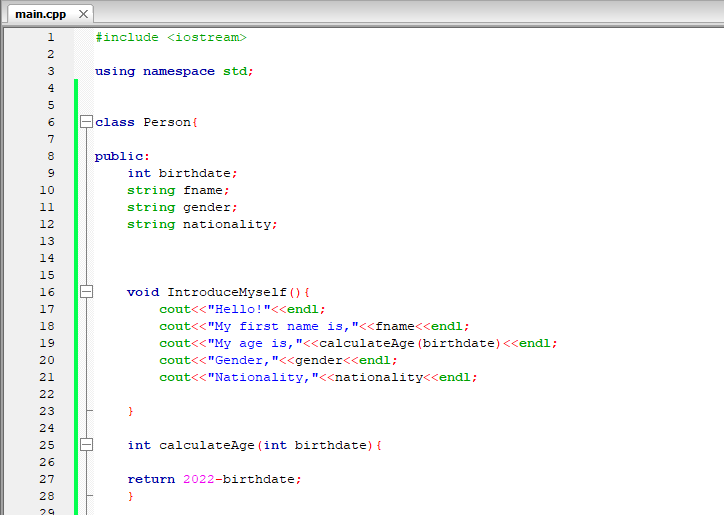 main.cpp
1 #include <iostream>
2
3 using namespace std;
4
5
6 class Person{
7
8 public:
9 int birthdate;
10 string fname;
11 string gender;
12 string nationality;
13
14
15
16 void IntroduceMyself(){
17 cout<<"Hello!"<<endl;
18 cout<<"My first name is,"<<fname<<endl;
19 cout<<"My age is,"<<calculateAge(birthdate)<<endl;
20 cout<<"Gender,"<<gender<<endl;
21 cout<<"Nationality,"<<nationality<<endl;
22
23 }
24
25 int calculateAge(int birthdate){
26
27 return 2022-birthdate;
28 }
29